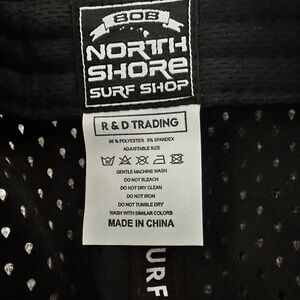 808
NORTH
SHORE
SURF SHOP
R & D TRADING
95 % POLYESTER 5% SPANDEX
ADJUSTABLE SIZE
GENTLE MACHINE WASH
DO NOT BLEACH
DO NOT DRY CLEAN
DO NOT IRON
DO NOT TUMBLE DRY
WASH WITH SIMILAR COLORS
MADE IN CHINA
URF